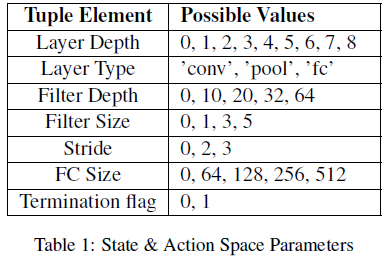 Tuple Element Possible Values
Layer Depth 0, 1, 2, 3, 4, 5, 6, 7, 8
Layer Type ’conv’, ’pool’, ’fc’
Filter Depth 0, 10, 20, 32, 64
Filter Size 0, 1, 3, 5
Stride 0, 2, 3
FC Size 0, 64, 128, 256, 512
Termination flag 0, 1
Table 1: State & Action Space Parameters